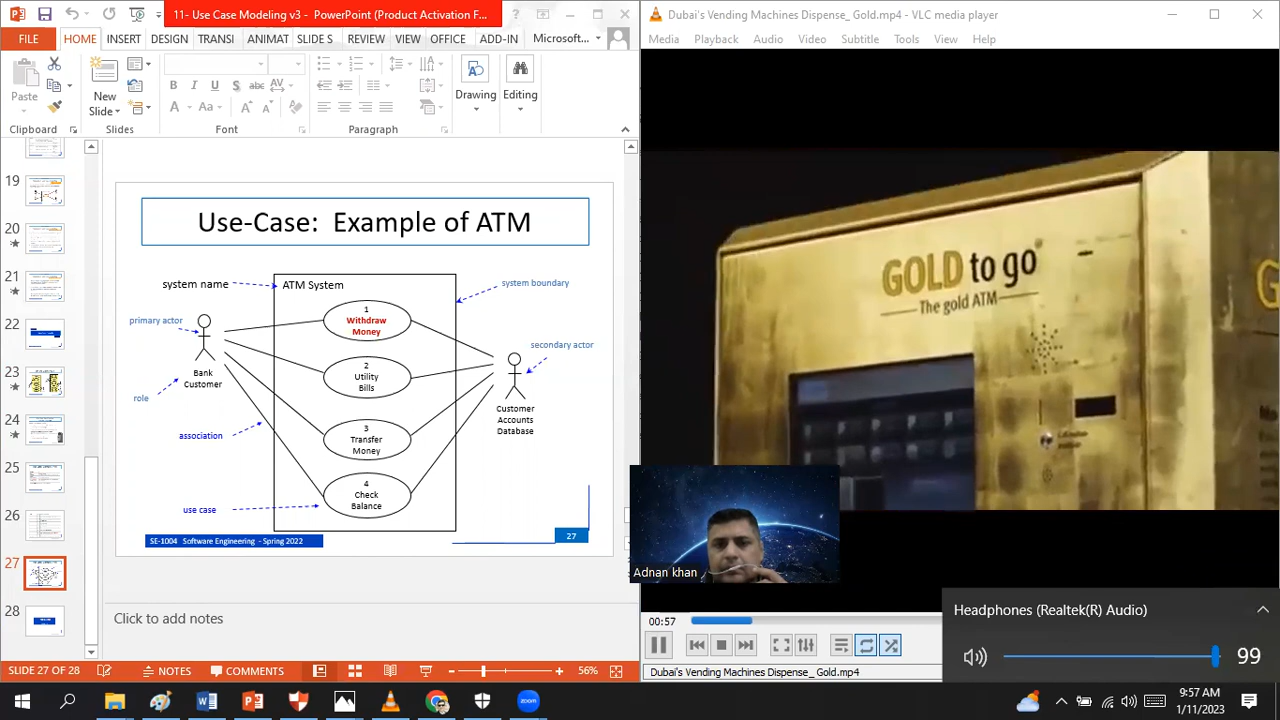 11- Use Case Modeling v3 - PowerPoint (Product Activation F...
FILE HOME INSERT DESIGN TRANSI ANIMAT SLIDE S REVIEW VIEW OFFICE ADD-IN Microsoft...
Paste
New
Slide
Drawing
Editing
Clipboard Slides Font Paragraph
19
20
21
22
23
24
25
26
27
28
Use-Case: Example of ATM
system name
ATM System
system boundary
primary actor
1
Withdraw
Money
secondary actor
Bank
Customer
2
Utility
Bills
role
Customer
Accounts
Database
association
3
Transfer
Money
4
Check
Balance
use case
SE-1004 Software Engineering - Spring 2022
27
Click to add notes
SLIDE 27 OF 28 NOTES COMMENTS 56%
Dubai's Vending Machines Dispense_ Gold.mp4 - VLC media player
Media Playback Audio Video Subtitle Tools View Help
GOLD to go
The gold ATM
Adnan khan
00:57
Dubai's Vending Machines Dispense_ Gold.mp4
Headphones (Realtek(R) Audio)
99
zoom
9:57 AM
1/11/2023